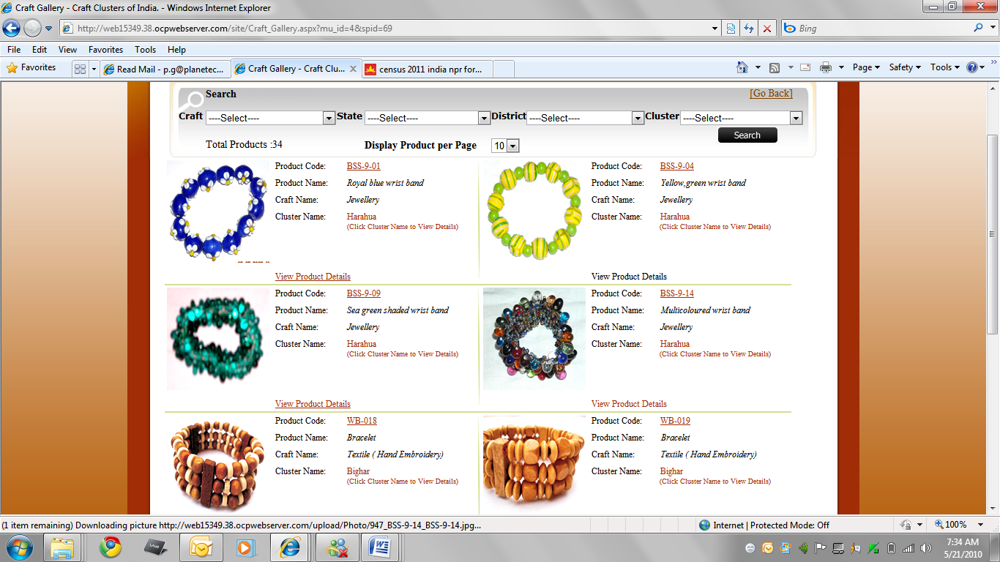 Craft Gallery - Craft Clusters of India. - Windows Internet Explorer
http://web15349.38.ocpwebserver.com/site/Craft_Gallery.aspx?mu_id=4&spid=69
Bing
File Edit View Favorites Tools Help
Favorites
Read Mail - p.g@planetec...
Craft Gallery - Craft Clu...
census 2011 india npr for...
Page Safety Tools
Search
[Go Back]
Craft ----Select---- State ----Select---- District ----Select---- Cluster ----Select----
Search
Total Products :34 Display Product per Page 10
Product Code: BSS-9-01
Product Name: Royal blue wrist band
Craft Name: Jewellery
Cluster Name: Harahua
(Click Cluster Name to View Details)
View Product Details
Product Code: BSS-9-04
Product Name: Yellow,green wrist band
Craft Name: Jewellery
Cluster Name: Harahua
(Click Cluster Name to View Details)
View Product Details
Product Code: BSS-9-09
Product Name: Sea green shaded wrist band
Craft Name: Jewellery
Cluster Name: Harahua
(Click Cluster Name to View Details)
View Product Details
Product Code: BSS-9-14
Product Name: Multicoloured wrist band
Craft Name: Jewellery
Cluster Name: Harahua
(Click Cluster Name to View Details)
View Product Details
Product Code: WB-018
Product Name: Bracelet
Craft Name: Textile ( Hand Embroidery)
Cluster Name: Bighar
(Click Cluster Name to View Details)
Product Code: WB-019
Product Name: Bracelet
Craft Name: Textile ( Hand Embroidery)
Cluster Name: Bighar
(Click Cluster Name to View Details)
(1 item remaining) Downloading picture http://web15349.38.ocpwebserver.com/upload/Photo/947_BSS-9-14_BSS-9-14.jpg...
Internet | Protected Mode: Off
100%
7:34 AM
5/21/2010